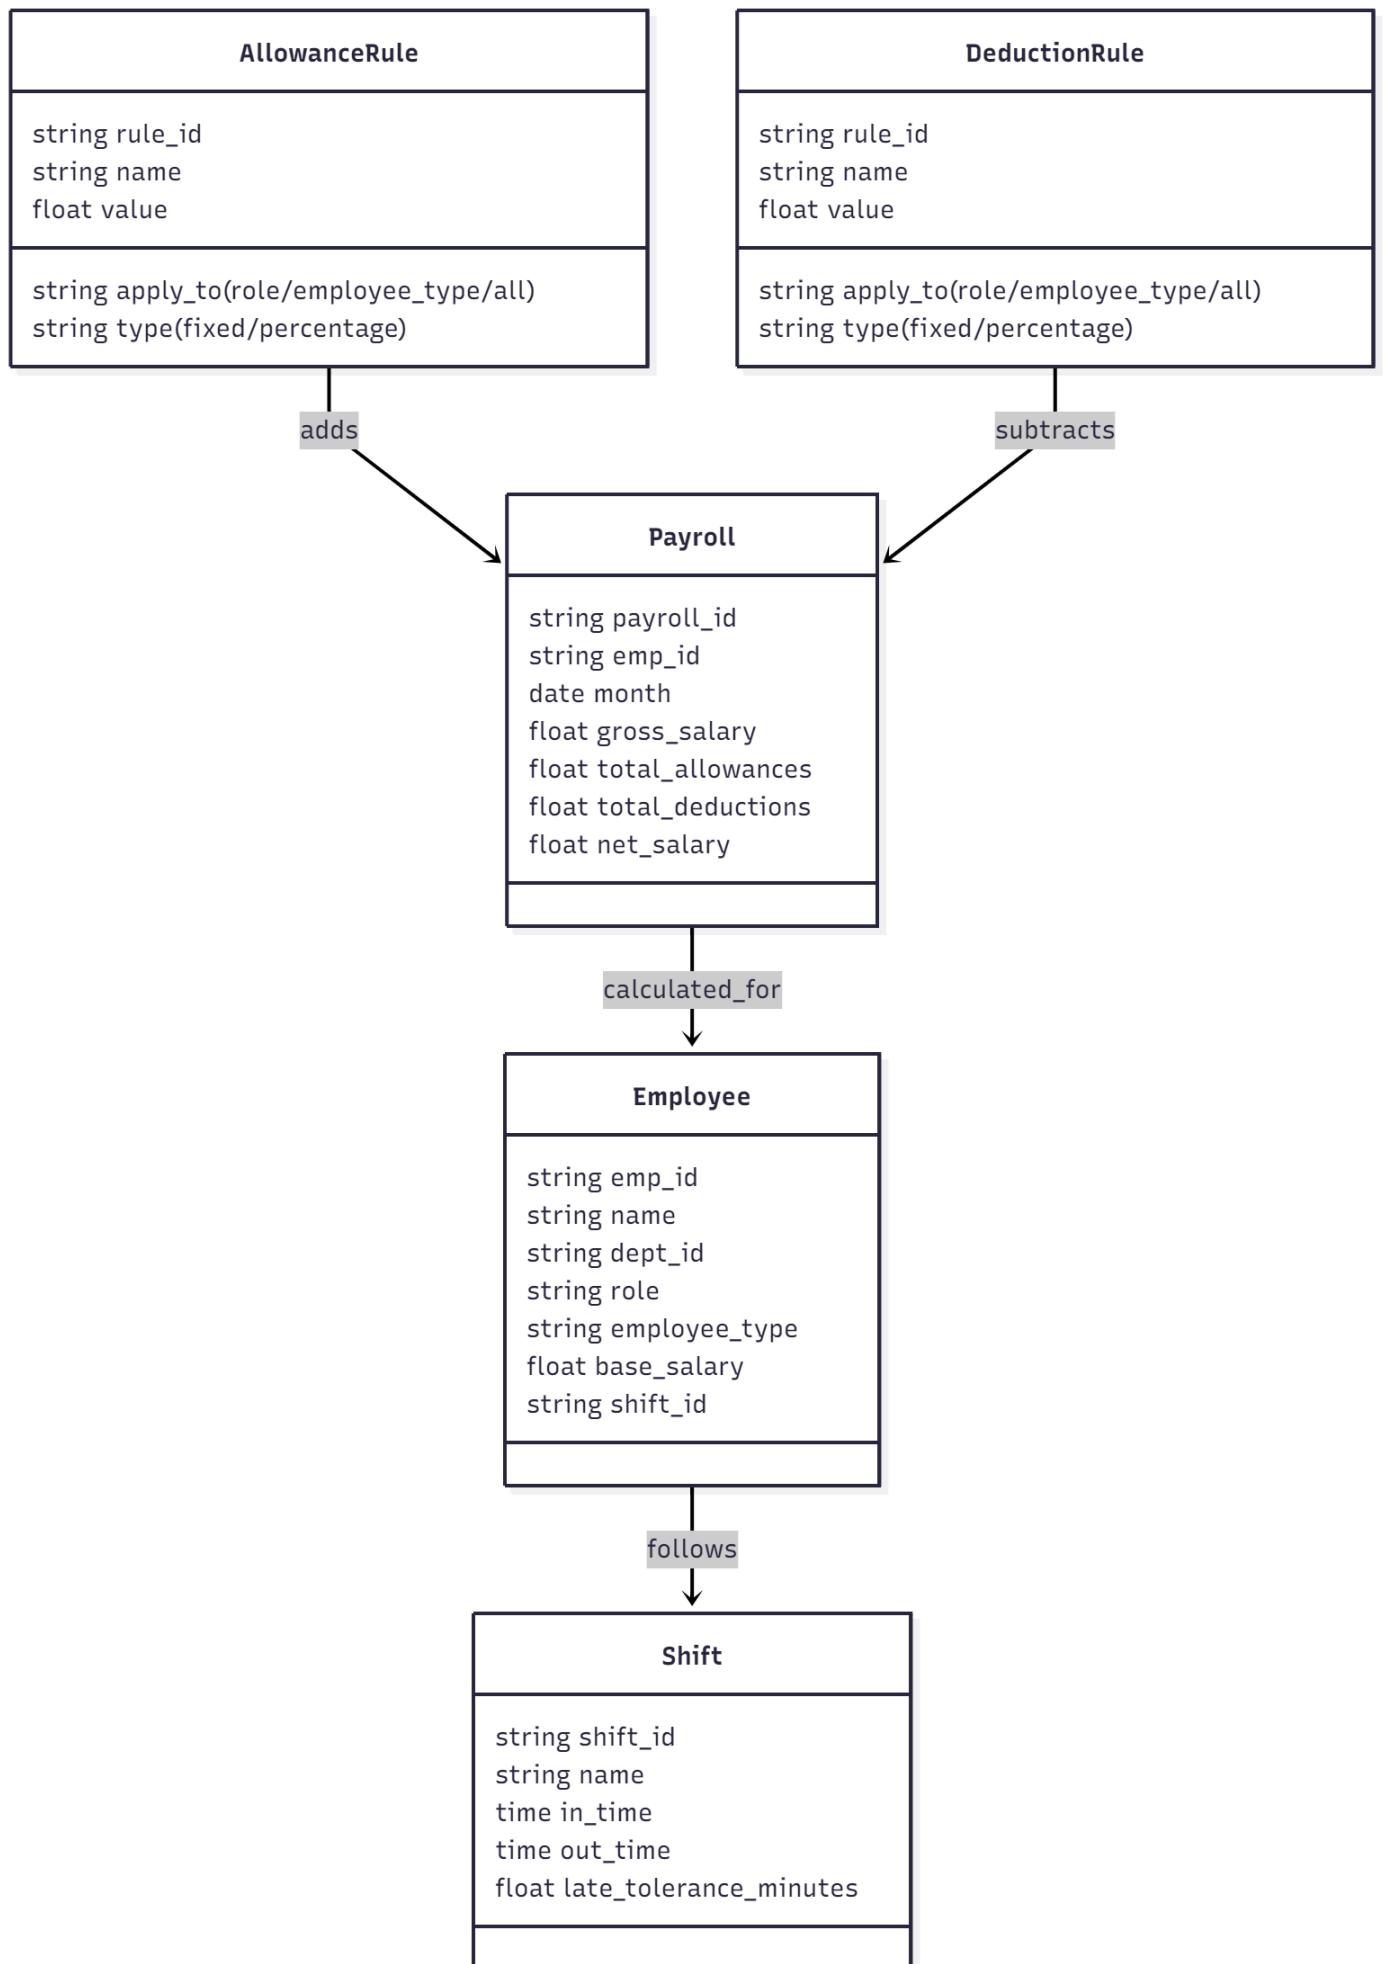 AllowanceRule
string rule_id
string name
float value
string apply_to(role/employee_type/all)
string type(fixed/percentage)
DeductionRule
string rule_id
string name
float value
string apply_to(role/employee_type/all)
string type(fixed/percentage)
adds
subtracts
Payroll
string payroll_id
string emp_id
date month
float gross_salary
float total_allowances
float total_deductions
float net_salary
calculated_for
Employee
string emp_id
string name
string dept_id
string role
string employee_type
float base_salary
string shift_id
follows
Shift
string shift_id
string name
time in_time
time out_time
float late_tolerance_minutes